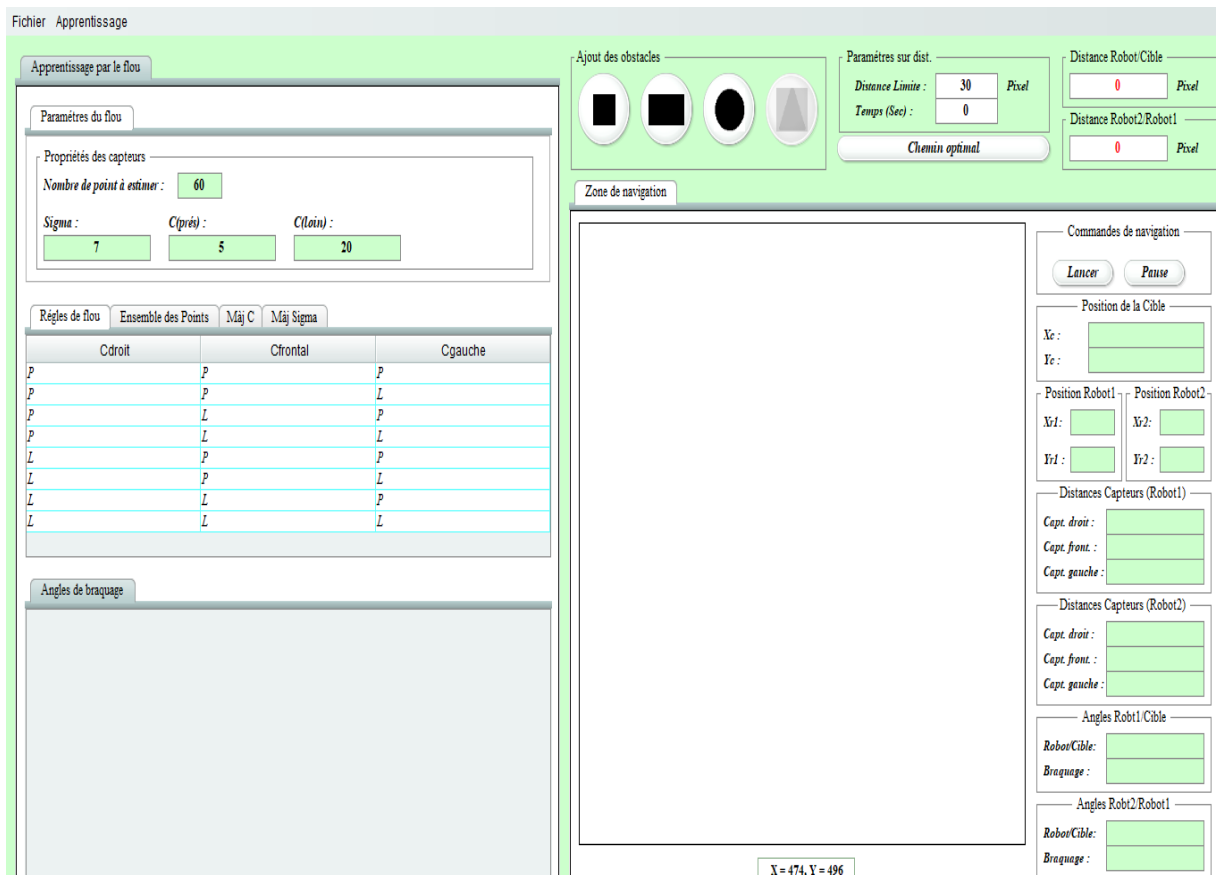 Fichier Apprentissage
Apprentissage par le flou
Paramétres du flou
Propriétés des capteurs
Nombre de point à estimer : 60
Sigma : C(prés) : C(Loin) :
7 5 20
Régles de flou Ensemble des Points Màj C Màj Sigma
Cdroit Cfrontal Cgauche
P P P
P P L
P L P
P L L
L P P
L P L
L L P
L L L
Angles de braquage
Ajout des obstacles
Paramétres sur dist.
Distance Limite : 30 Pixel
Temps (Sec) : 0
Chemin optimal
Distance Robot/Cible
0 Pixel
Distance Robot2/Robot1
0 Pixel
Zone de navigation
X = 474, Y = 496
Commandes de navigation
Lancer Pause
Position de la Cible
Xc :
Yc :
Position Robot1 Position Robot2
Xr1: Xr2:
Yr1 : Yr2 :
Distances Capteurs (Robot1)
Capt. droit :
Capt. front. :
Capt. gauche :
Distances Capteurs (Robot2)
Capt. droit :
Capt. front. :
Capt. gauche :
Angles Robt1/Cible
Robot/Cible:
Braquage :
Angles Robt2/Robot1
Robot/Cible:
Braquage :